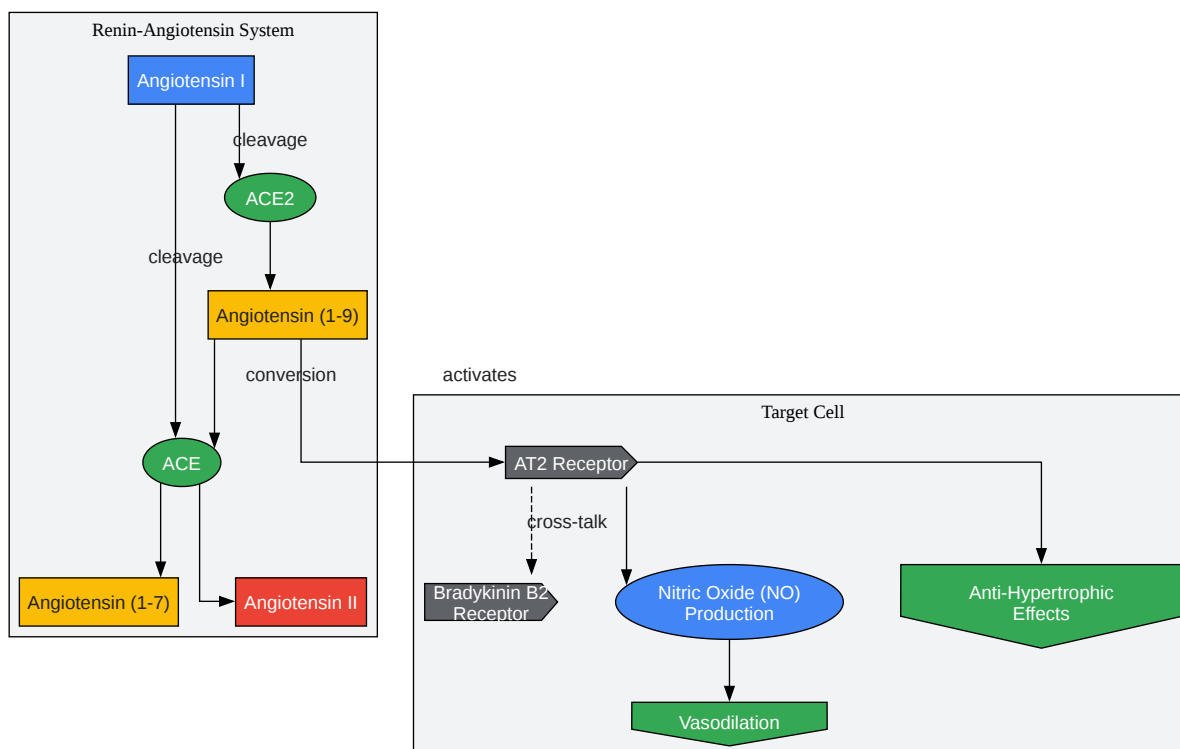 Renin-Angiotensin System
Angiotensin I
cleavage
ACE2
cleavage
Angiotensin (1-9)
conversion
activates
Target Cell
ACE
AT2 Receptor
cross-talk
Angiotensin (1-7)
Angiotensin II
Bradykinin B2
Receptor
Nitric Oxide (NO)
Production
Anti-Hypertrophic
Effects
Vasodilation